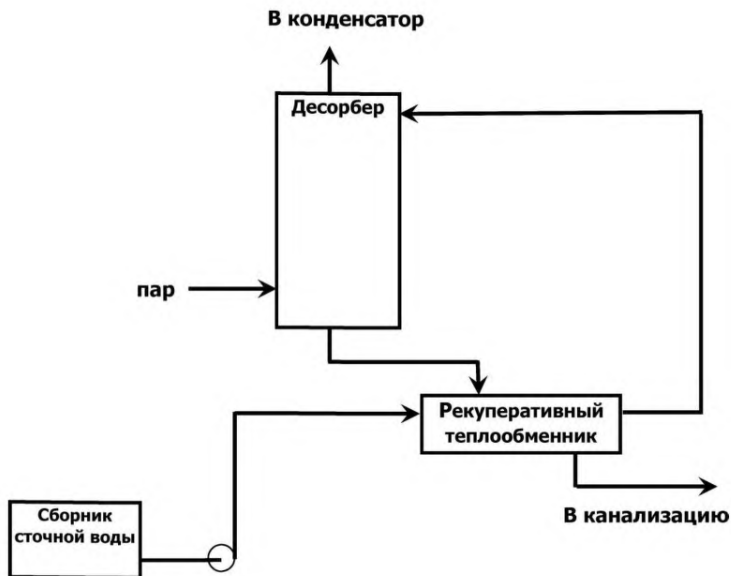 В конденсатор
Десорбер
пар
Рекуперативный
теплообменник
Сборник
сточной воды
В канализацию